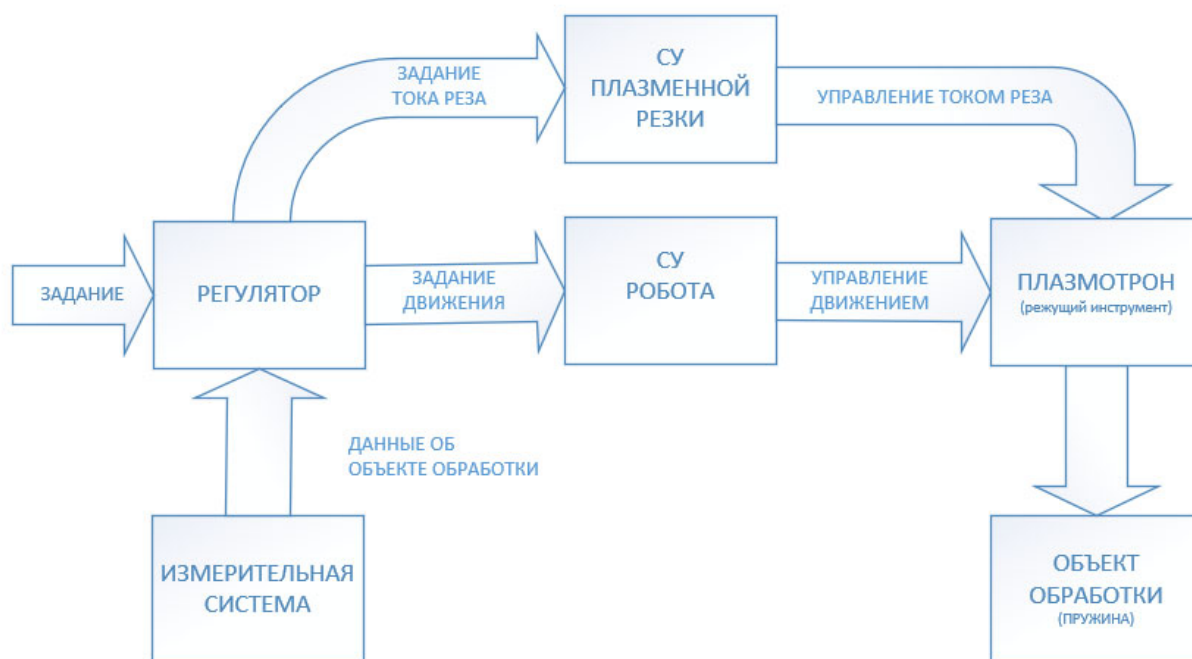 ЗАДАНИЕ
ТОКА РЕЗА
СУ
ПЛАЗМЕННОЙ
РЕЗКИ
УПРАВЛЕНИЕ ТОКОМ РЕЗА
ЗАДАНИЕ
РЕГУЛЯТОР
ЗАДАНИЕ
ДВИЖЕНИЯ
СУ
РОБОТА
УПРАВЛЕНИЕ
ДВИЖЕНИЕМ
ПЛАЗМОТРОН
(режущий инструмент)
ДАННЫЕ ОБ
ОБЪЕКТЕ ОБРАБОТКИ
ИЗМЕРИТЕЛЬНАЯ
СИСТЕМА
ОБЪЕКТ
ОБРАБОТКИ
(ПРУЖИНА)